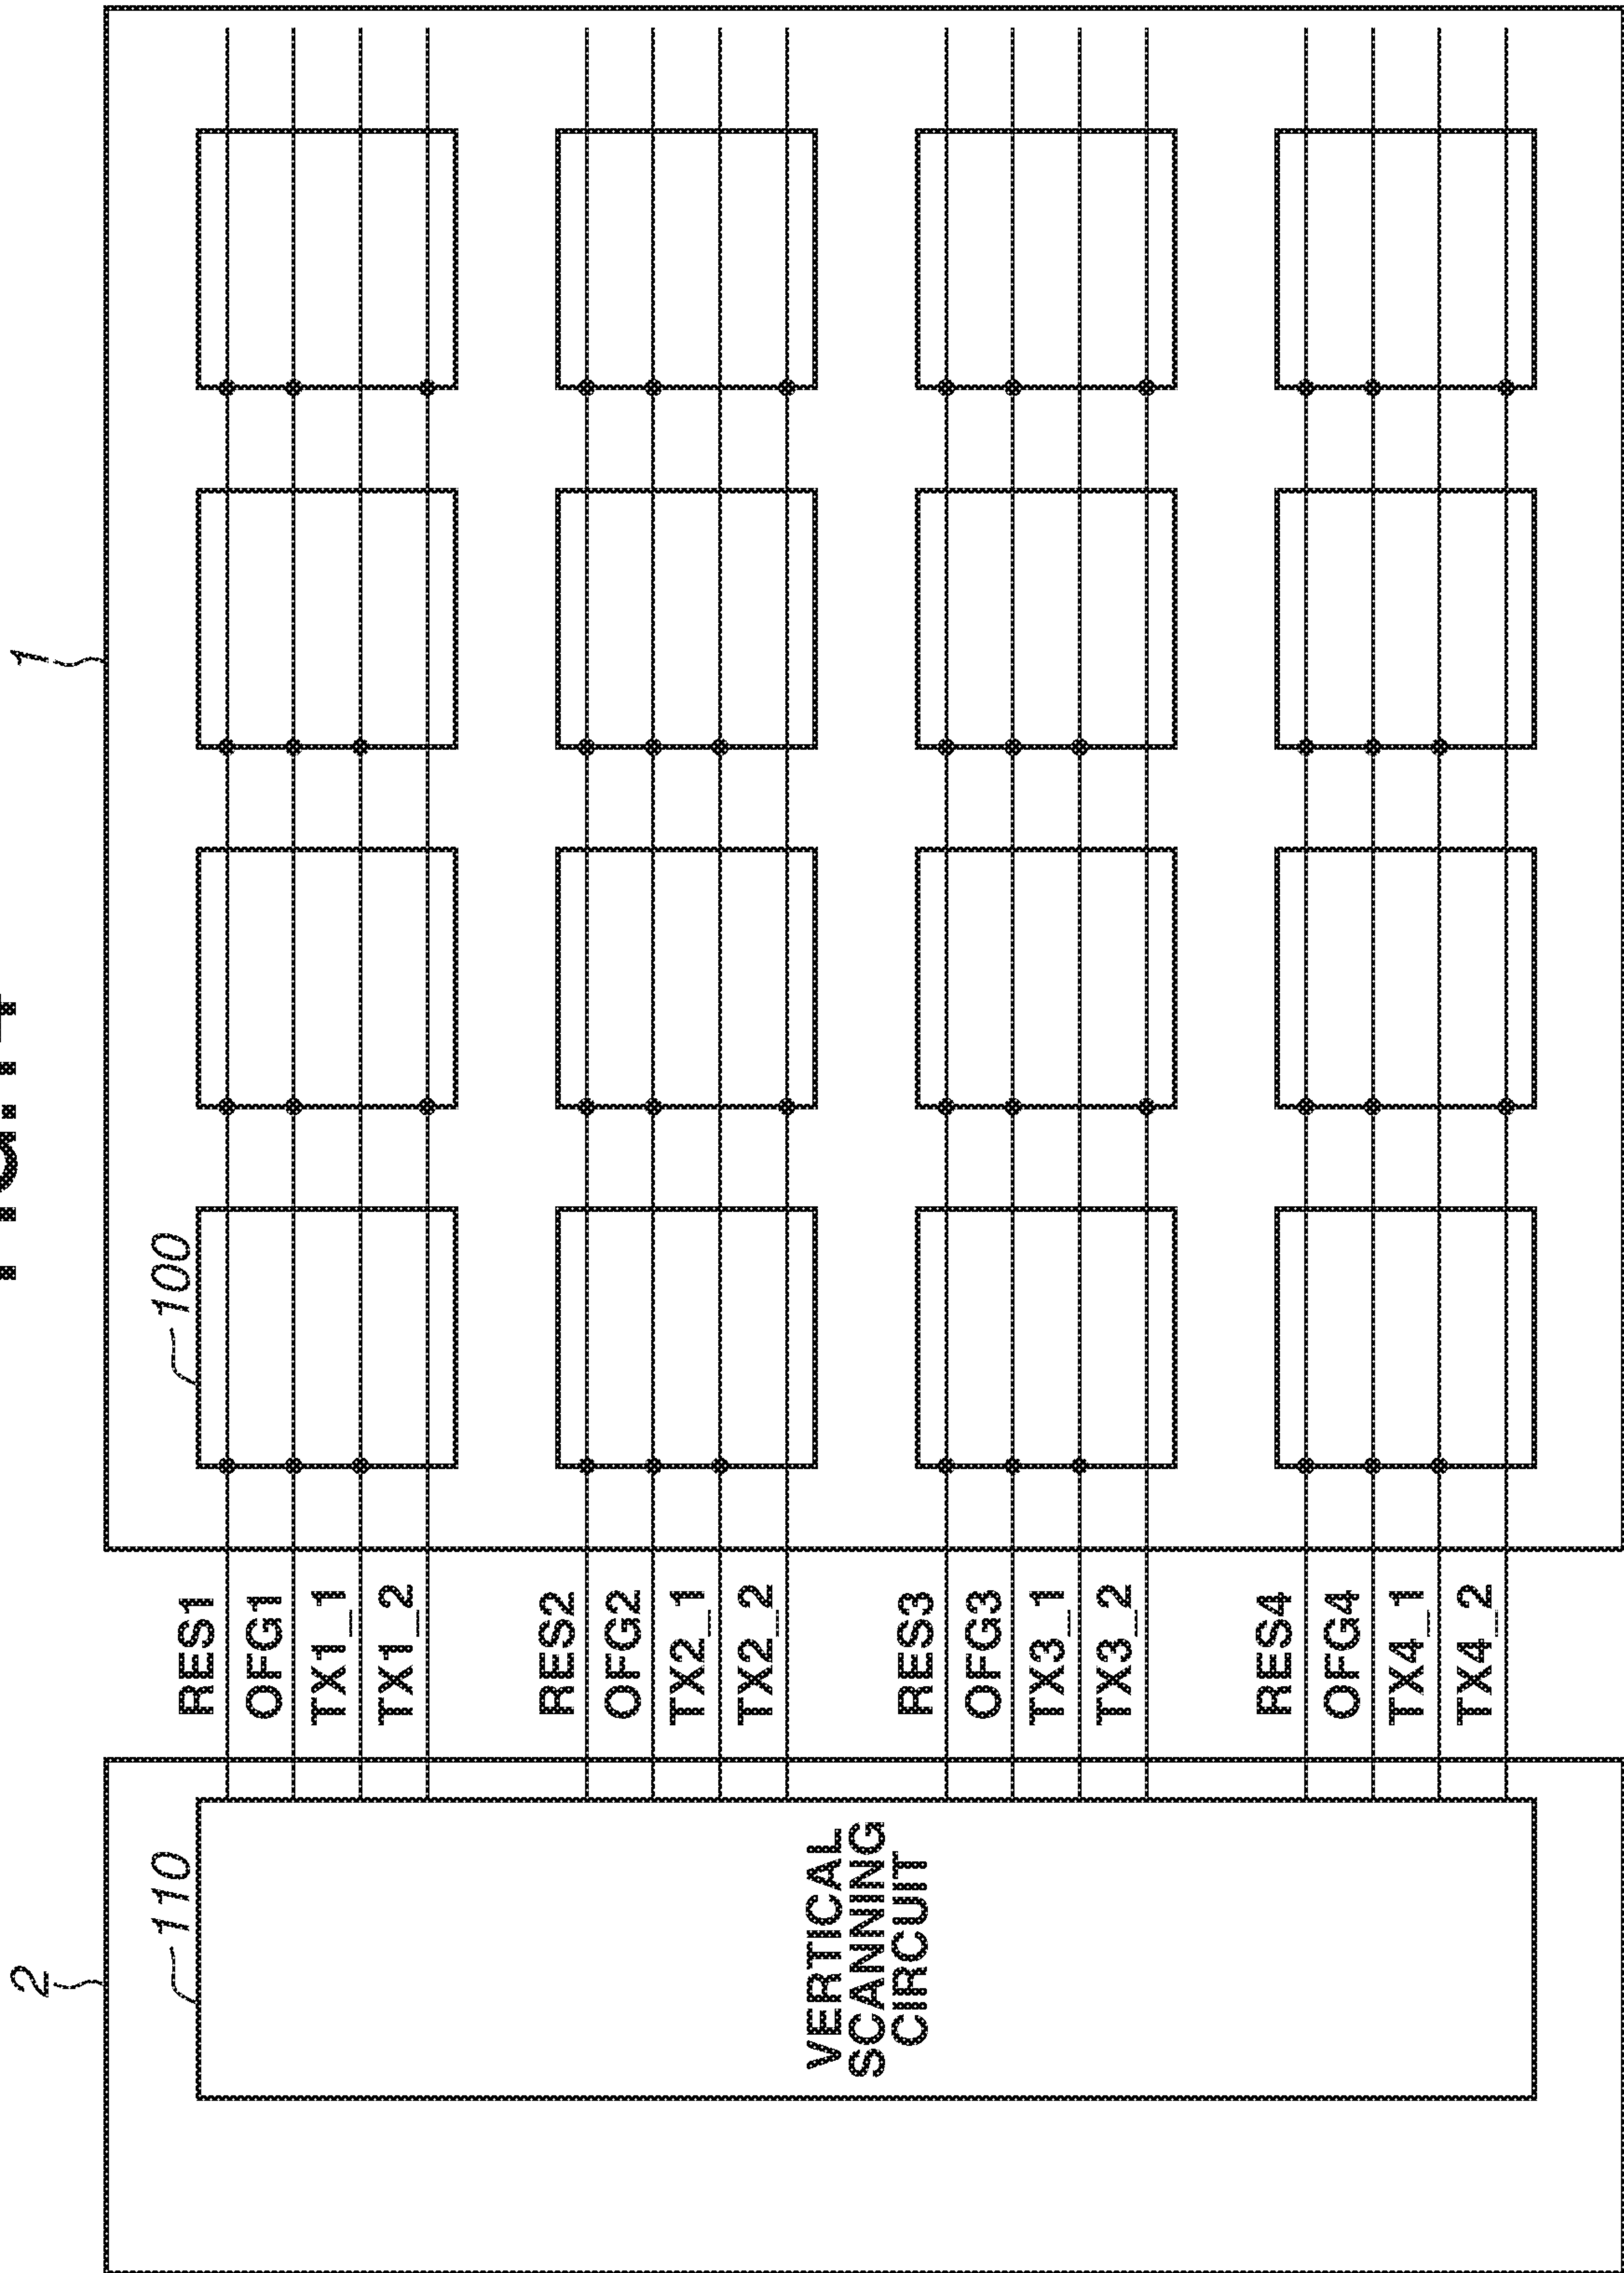 2
1
110
100
RES1
OFG1
TX1_1
TX1_2
RES2
OFG2
TX2_1
TX2_2
RES3
OFG3
TX3_1
TX3_2
RES4
OFG4
TX4_1
TX4_2
VERTICAL
SCANNING
CIRCUIT